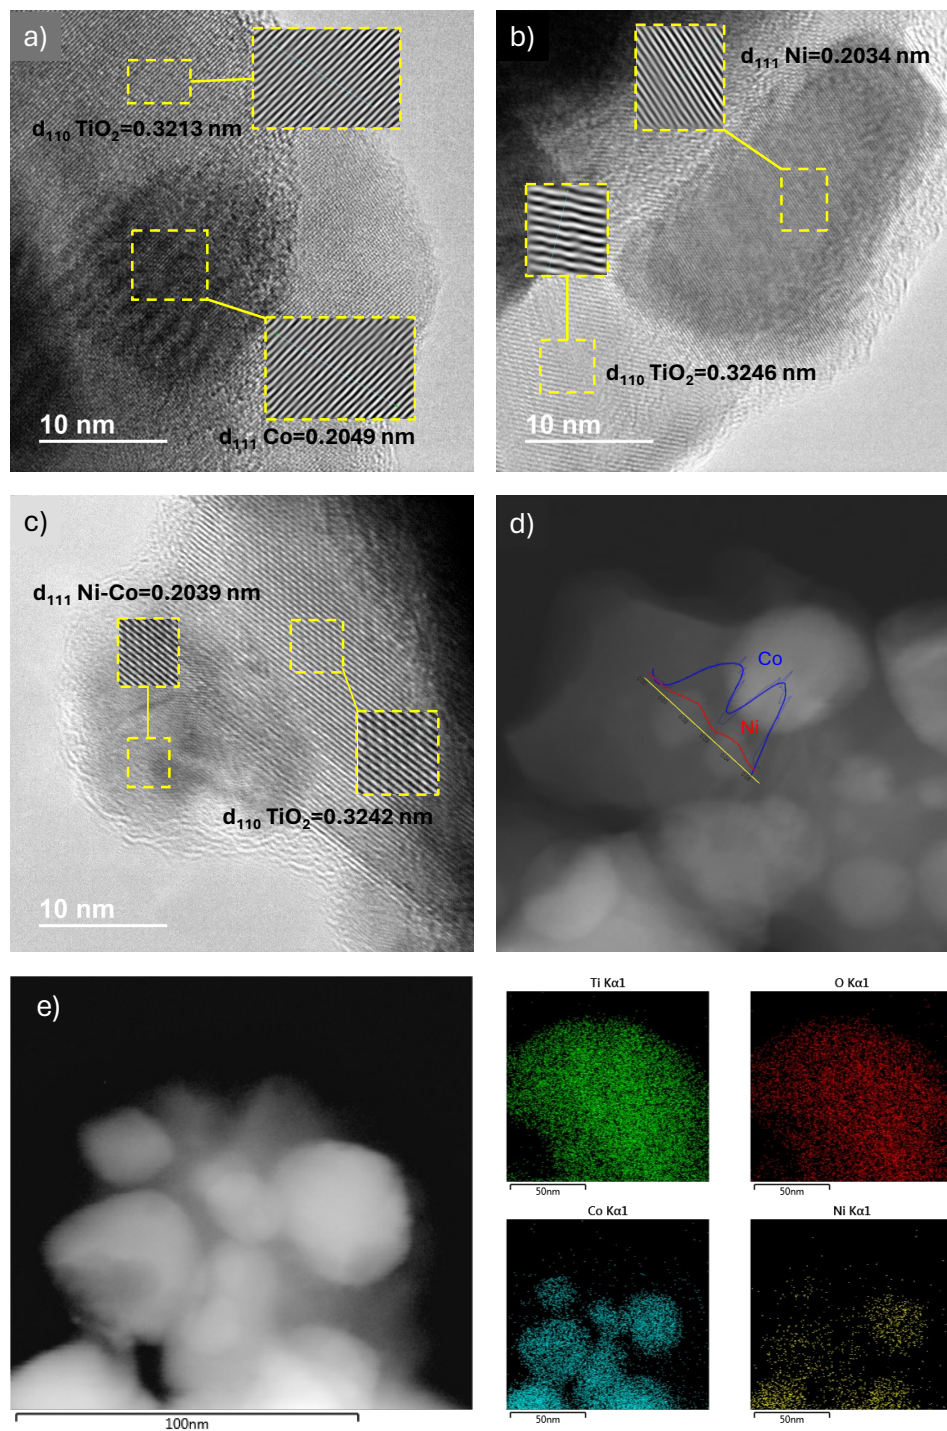 a)
d₁₁₀ TiO₂=0.3213 nm
10 nm
d₁₁₁ Co=0.2049 nm
b)
d₁₁₁ Ni=0.2034 nm
d₁₁₀ TiO₂=0.3246 nm
10 nm
c)
d₁₁₁ Ni-Co=0.2039 nm
d₁₁₀ TiO₂=0.3242 nm
10 nm
d)
Co
Ni
e)
100nm
Ti Kα1
50nm
O Kα1
50nm
Co Kα1
50nm
Ni Kα1
50nm